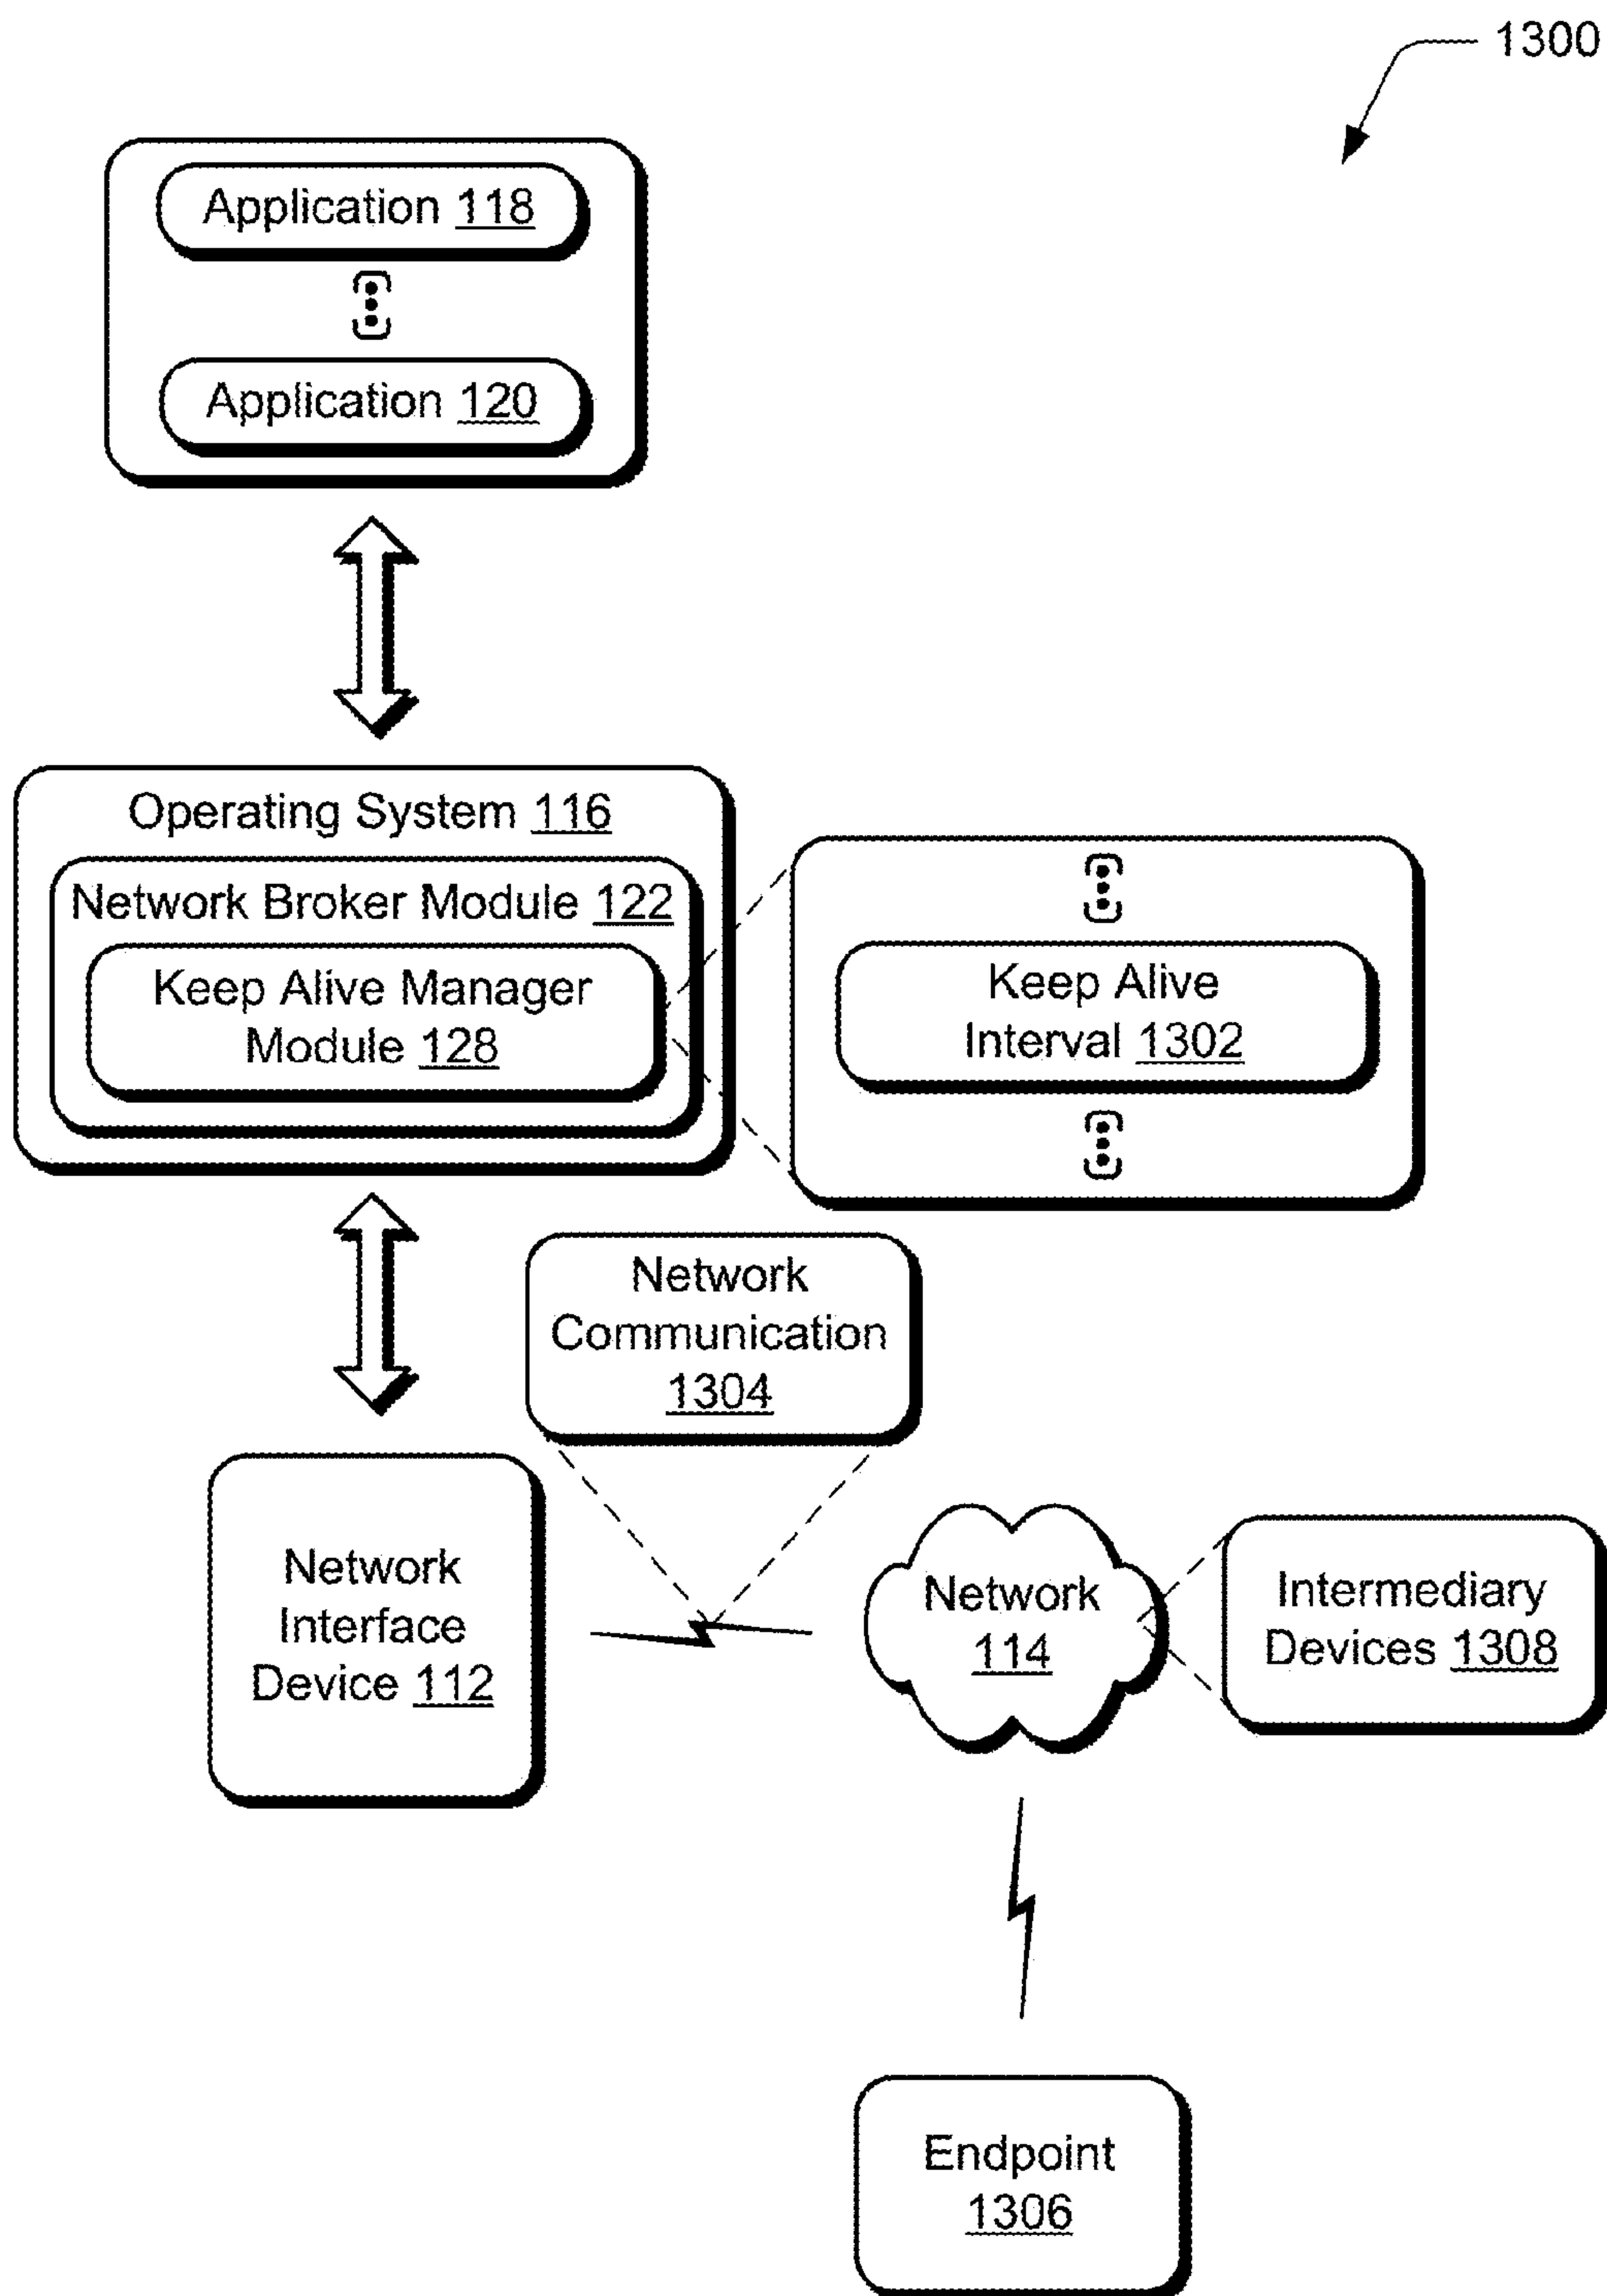 1300
Application 118
Application 120
Operating System 116
Network Broker Module 122
Keep Alive Manager
Module 128
Keep Alive
Interval 1302
Network
Communication
1304
Network
Interface
Device 112
Network
114
Intermediary
Devices 1308
Endpoint
1306